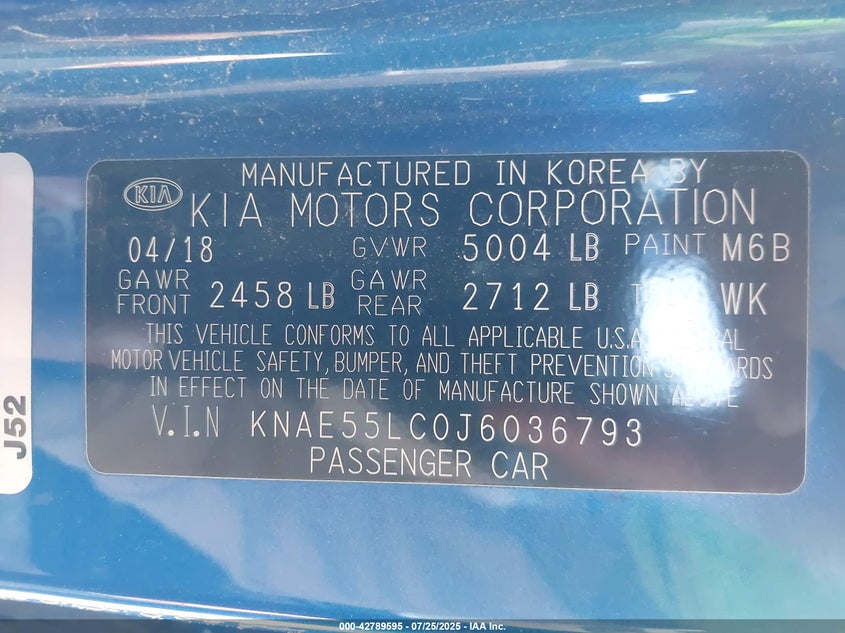 MANUFACTURED IN KOREA BY
KIA
KIA MOTORS CORPORATION
04/18 GVWR 5004 LB PAINT M6B
GAWR FRONT 2458 LB GAWR REAR 2712 LB WK
THIS VEHICLE CONFORMS TO ALL APPLICABLE U.S.A.
MOTOR VEHICLE SAFETY, BUMPER, AND THEFT PREVENTION
IN EFFECT ON THE DATE OF MANUFACTURE SHOWN ABOVE
V.I.N KNAE55LC0J6036793
PASSENGER CAR
J52
000-42789595 - 07/25/2025 - IAA Inc.